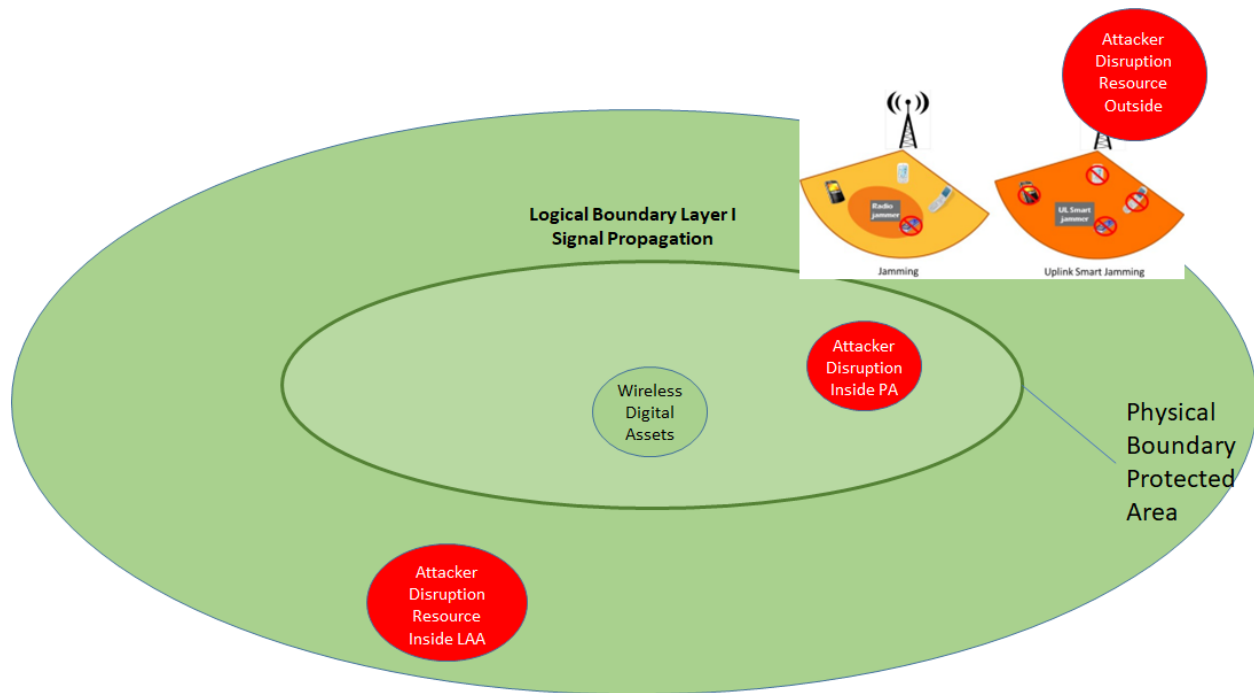 Attacker
Disruption
Resource
Outside
Radio
jammer
UL Smart
jammer
Jamming
Uplink Smart Jamming
Logical Boundary Layer I
Signal Propagation
Attacker
Disruption
Inside PA
Wireless
Digital
Assets
Physical
Boundary
Protected
Area
Attacker
Disruption
Resource
Inside LAA